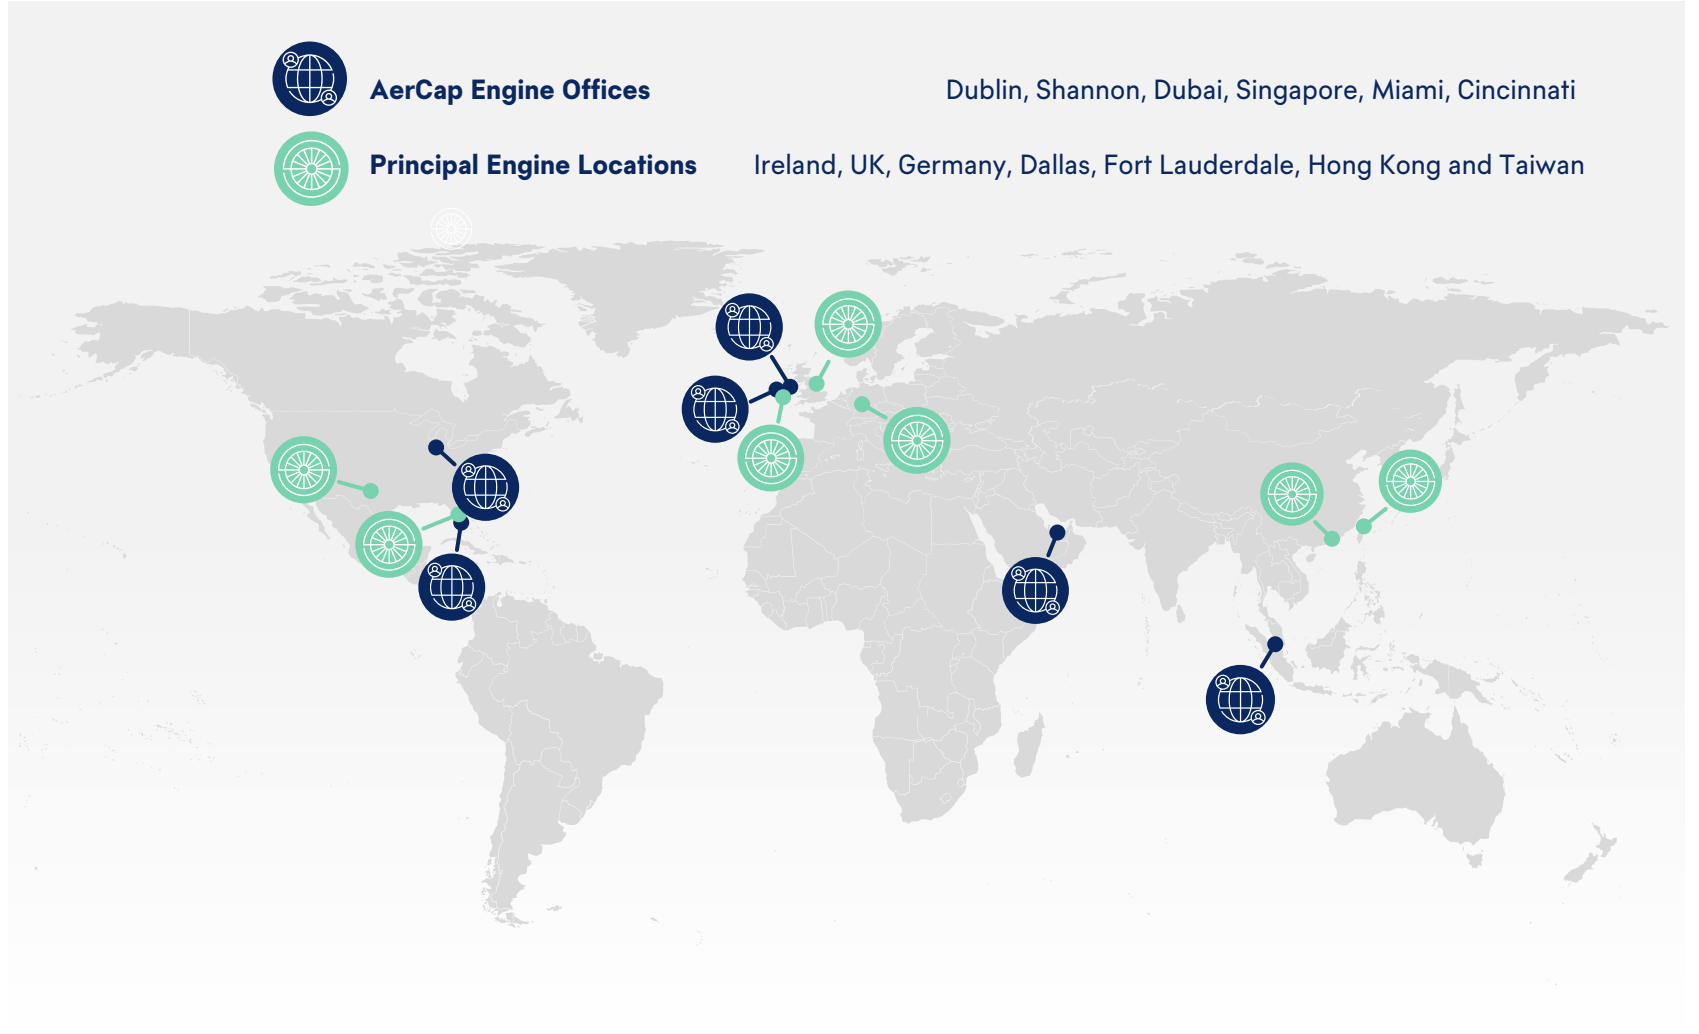 AercCap Engine Offices Dublin, Shannon, Dubai, Singapore, Miami, Cincinnati
Principal Engine Locations Ireland, UK, Germany, Dallas, Fort Lauderdale, Hong Kong and Taiwan